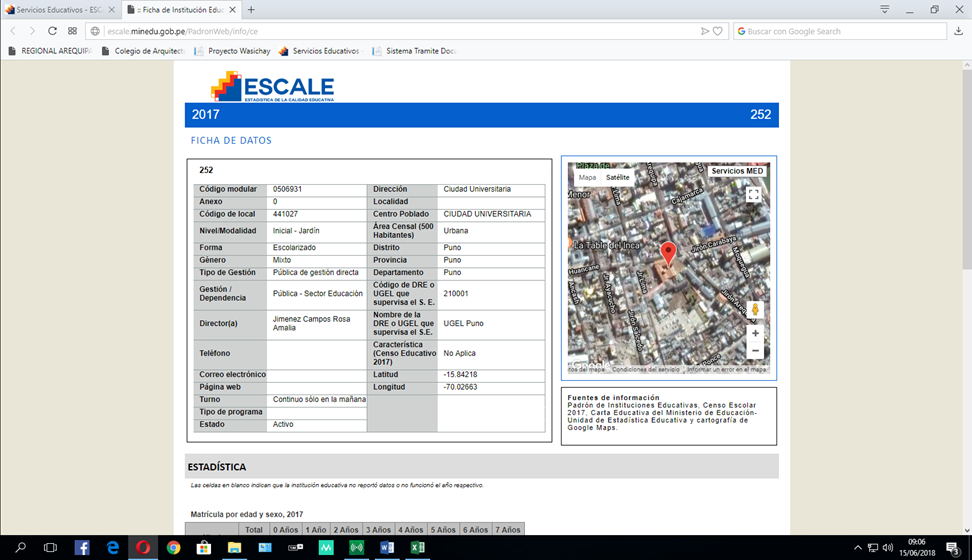 Servicios Educativos - ESC
:: Ficha de Institución Educ
escale.minedu.gob.pe/PadronWeb/info/ce
Buscar con Google Search
REGIONAL AREQUIPA
Colegio de Arquitect
Proyecto Wasichay
Servicios Educativos
Sistema Tramite Doc
ESCALE
ESTADÍSTICA DE LA CALIDAD EDUCATIVA
2017 252
FICHA DE DATOS
252
Código modular 0506931 Dirección Ciudad Universitaria
Anexo 0 Localidad
Código de local 441027 Centro Poblado CIUDAD UNIVERSITARIA
Nivel/Modalidad Inicial - Jardín Área Censal (500 Habitantes) Urbana
Forma Escolarizado Distrito Puno
Género Mixto Provincia Puno
Tipo de Gestión Pública de gestión directa Departamento Puno
Gestión / Dependencia Pública - Sector Educación Código de DRE o UGEL que supervisa el S. E. 210001
Director(a) Jimenez Campos Rosa Amalia Nombre de la DRE o UGEL que supervisa el S.E. UGEL Puno
Teléfono Característica (Censo Educativo 2017) No Aplica
Correo electrónico Latitud -15.84218
Página web Longitud -70.02663
Turno Continuo sólo en la mañana
Tipo de programa
Estado Activo
Mapa Satélite
Servicios MED
Cajamarca
La Table del Inca
Jirón Carabaya
Moquegua
Huancane
Jr. Ayacucho
Condiciones del servicio
Informar un error en el mapa
Fuentes de información
Padrón de Instituciones Educativas, Censo Escolar
2017, Carta Educativa del Ministerio de Educación-
Unidad de Estadística Educativa y cartografía de
Google Maps.
ESTADÍSTICA
Las celdas en blanco indican que la institución educativa no reportó datos o no funcionó el año respectivo.
Matrícula por edad y sexo, 2017
Total 0 Años 1 Año 2 Años 3 Años 4 Años 5 Años 6 Años 7 Años
09:06
15/06/2018